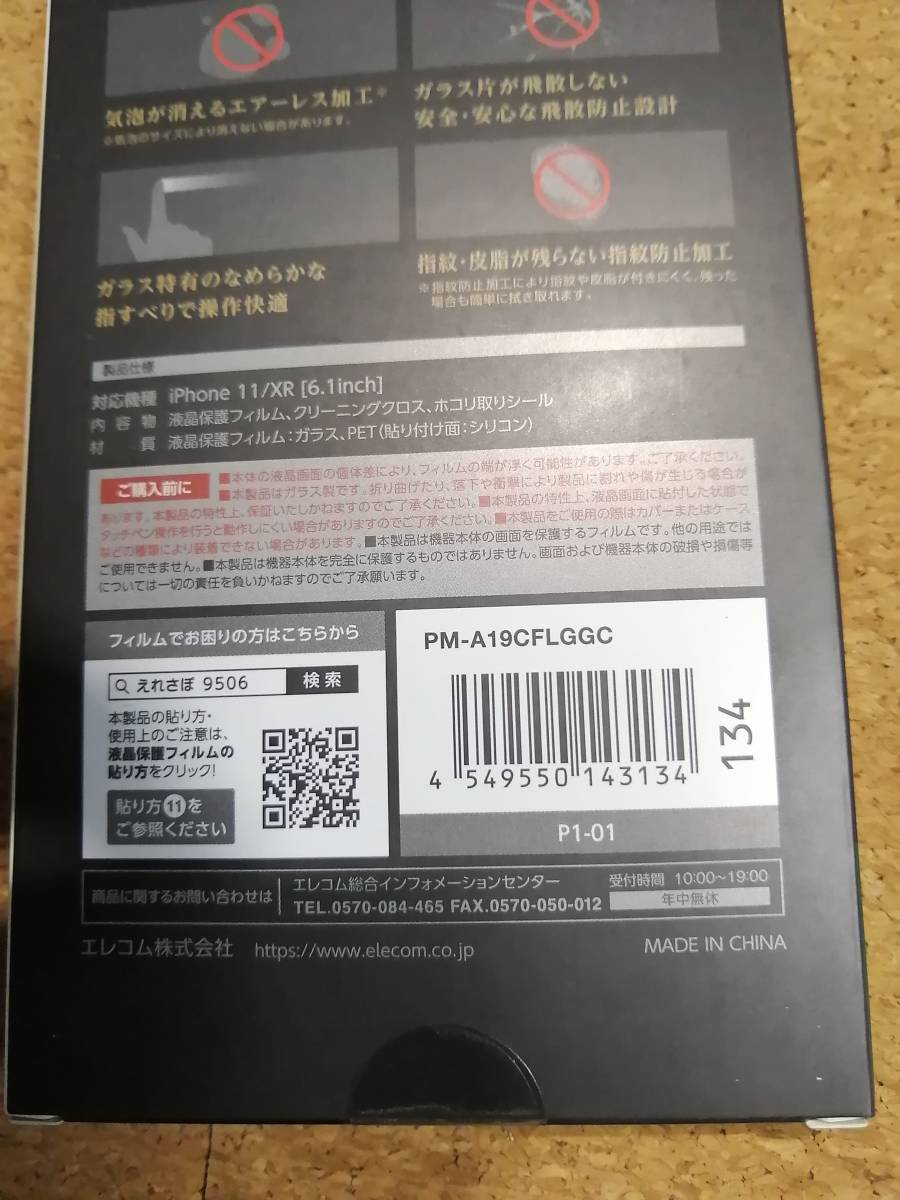 気泡が消えるエアーレス加工※
※気泡のサイズにより消えない場合があります。
ガラス片が飛散しない
安全・安心な飛散防止設計
ガラス特有のなめらかな
指すべりで操作快適
指紋・皮脂が残らない指紋防止加工
※指紋防止加工により指紋や皮脂が付きにくく、残った
場合も簡単に拭き取れます。
製品仕様
対応機種 iPhone 11/XR [6.1inch]
内容物 液晶保護フィルム、クリーニングクロス、ホコリ取りシール
材質 液晶保護フィルム:ガラス、PET(貼り付け面:シリコン)
ご購入前に ■本体の液晶画面の個体差により、フィルムの端が浮く可能性があります。ご了承ください。
■本製品はガラス製です。折り曲げたり、落下や衝撃により製品に割れや傷が生じる場合が
あります。本製品の特性上、保証いたしかねますのでご了承ください。■本製品の特性上、液晶画面に貼付した状態で
タッチペン操作を行うと動作しにくい場合がありますのでご了承ください。■本製品をご使用の際はカバーまたはケース
などの種類により装着できない場合があります。■本製品は機器本体の画面を保護するフィルムです。他の用途では
ご使用できません。■本製品は機器本体を完全に保護するものではありません。画面および機器本体の破損や損傷等
については一切の責任を負いかねますのでご了承願います。
フィルムでお困りの方はこちらから
えれさぽ 9506 検索
本製品の貼り方・
使用上のご注意は、
液晶保護フィルムの
貼り方をクリック!
貼り方⑪を
ご参照ください
PM-A19CFLGGC
4 549550 143134
134
P1-01
商品に関するお問い合わせは
エレコム総合インフォメーションセンター
TEL.0570-084-465 FAX.0570-050-012
受付時間 10:00~19:00
年中無休
エレコム株式会社 https://www.elecom.co.jp
MADE IN CHINA